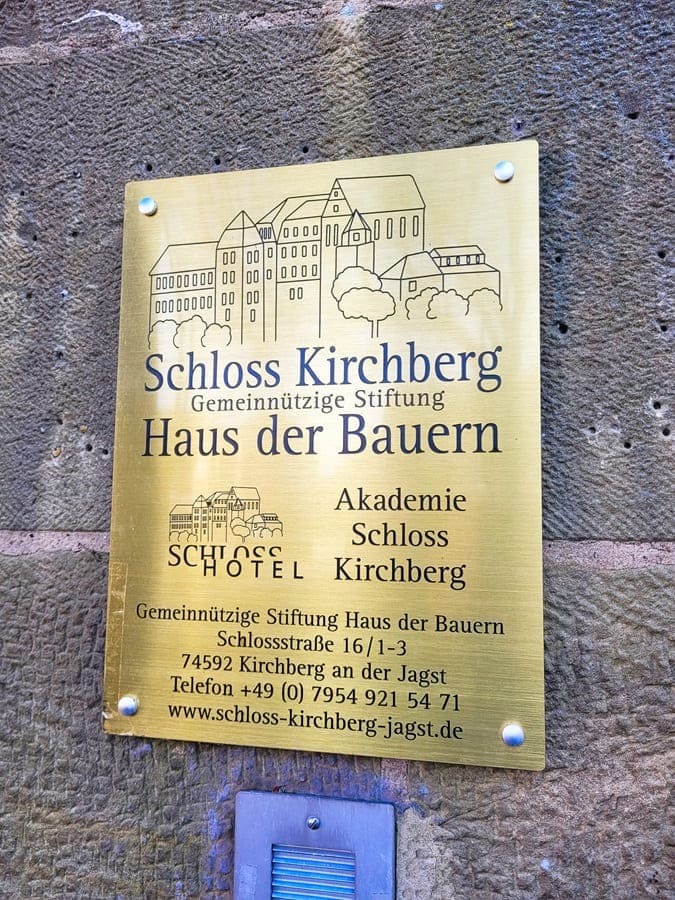 Schloss Kirchberg
Gemeinnützige Stiftung
Haus der Bauern
SCHLOSS
HOTEL
Akademie
Schloss
Kirchberg
Gemeinnützige Stiftung Haus der Bauern
Schlossstraße 16/1-3
74592 Kirchberg an der Jagst
Telefon +49 (0) 7954 921 54 71
www.schloss-kirchberg-jagst.de